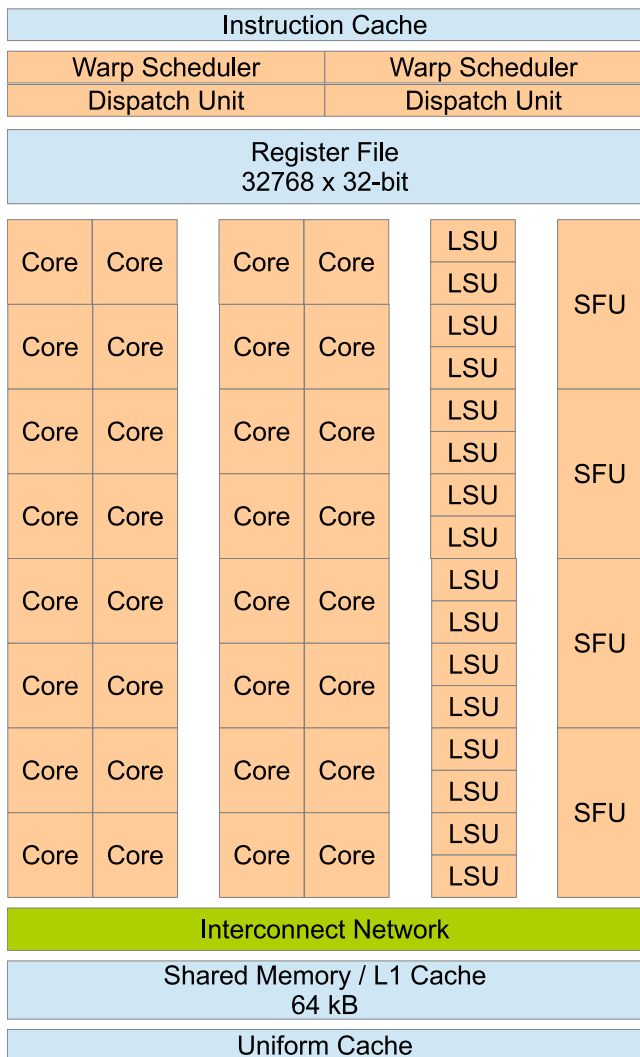 Instruction Cache
Warp Scheduler Warp Scheduler
Dispatch Unit Dispatch Unit
Register File
32768 x 32-bit
Core Core Core Core LSU SFU
LSU
Core Core Core Core LSU
LSU
Core Core Core Core LSU SFU
LSU
Core Core Core Core LSU
LSU
Core Core Core Core LSU SFU
LSU
Core Core Core Core LSU
LSU
Core Core Core Core LSU SFU
LSU
Core Core Core Core LSU
LSU
Interconnect Network
Shared Memory / L1 Cache
64 kB
Uniform Cache